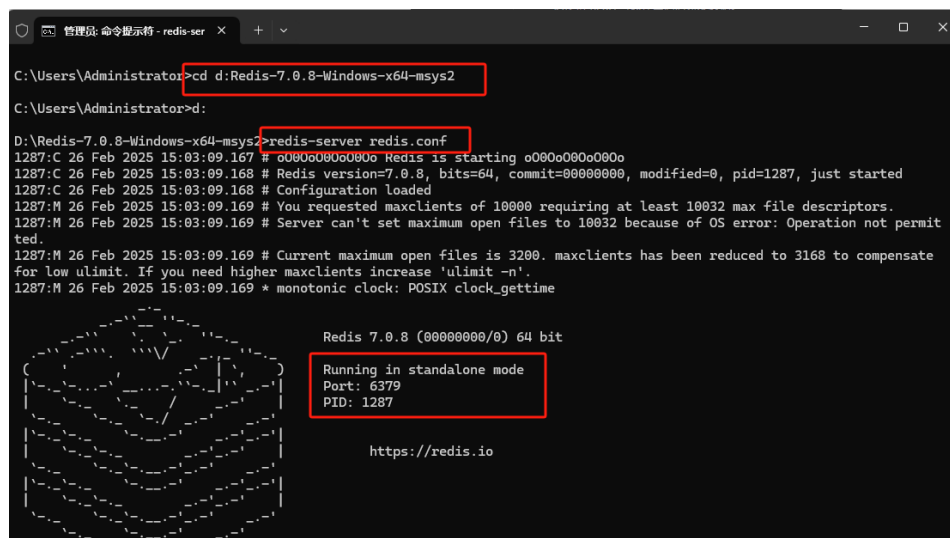 管理员: 命令提示符 - redis-ser
C:\Users\Administrator>cd d:Redis-7.0.8-Windows-x64-msys2
C:\Users\Administrator>d:
D:\Redis-7.0.8-Windows-x64-msys2>redis-server redis.conf
1287:C 26 Feb 2025 15:03:09.167 # oO0OoO0OoO0Oo Redis is starting oO0OoO0OoO0Oo
1287:C 26 Feb 2025 15:03:09.168 # Redis version=7.0.8, bits=64, commit=00000000, modified=0, pid=1287, just started
1287:C 26 Feb 2025 15:03:09.168 # Configuration loaded
1287:M 26 Feb 2025 15:03:09.169 # You requested maxclients of 10000 requiring at least 10032 max file descriptors.
1287:M 26 Feb 2025 15:03:09.169 # Server can't set maximum open files to 10032 because of OS error: Operation not permit
ted.
1287:M 26 Feb 2025 15:03:09.169 # Current maximum open files is 3200. maxclients has been reduced to 3168 to compensate
for low ulimit. If you need higher maxclients increase 'ulimit -n'.
1287:M 26 Feb 2025 15:03:09.169 * monotonic clock: POSIX clock_gettime
Redis 7.0.8 (00000000/0) 64 bit
Running in standalone mode
Port: 6379
PID: 1287
https://redis.io